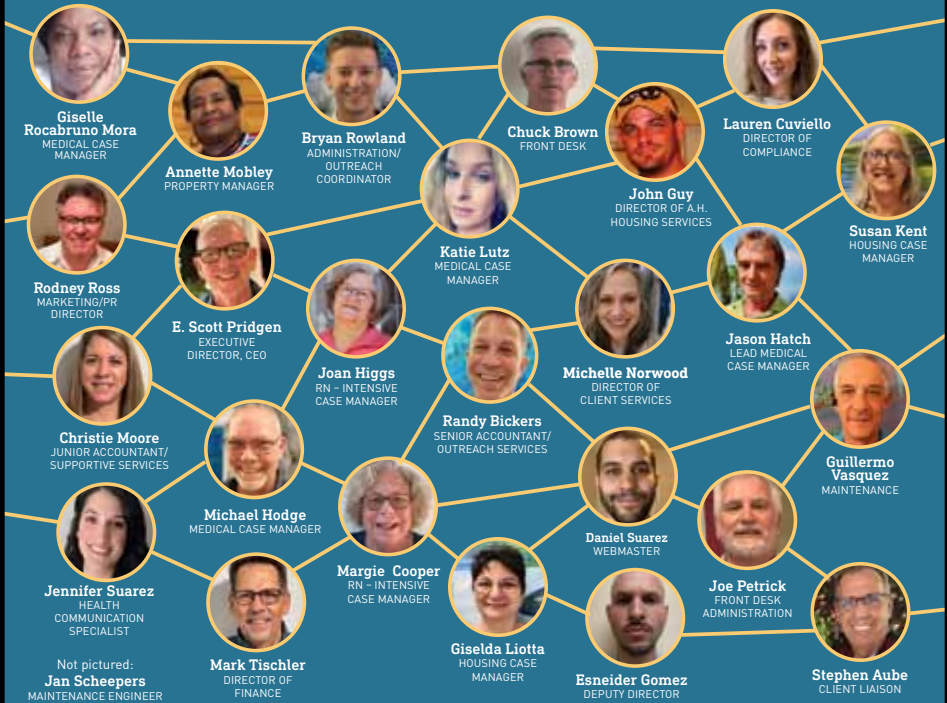 Giselle
Rocabruno Mora
MEDICAL CASE
MANAGER
Annette Mobley
PROPERTY MANAGER
Bryan Rowland
ADMINISTRATION/
OUTREACH
COORDINATOR
Chuck Brown
FRONT DESK
Lauren Cuviello
DIRECTOR OF
COMPLIANCE
John Guy
DIRECTOR OF A.H.
HOUSING SERVICES
Susan Kent
HOUSING CASE
MANAGER
Katie Lutz
MEDICAL CASE
MANAGER
Rodney Ross
MARKETING/PR
DIRECTOR
E. Scott Pridgen
EXECUTIVE
DIRECTOR, CEO
Joan Higgs
RN – INTENSIVE
CASE MANAGER
Michelle Norwood
DIRECTOR OF
CLIENT SERVICES
Jason Hatch
LEAD MEDICAL
CASE MANAGER
Christie Moore
JUNIOR ACCOUNTANT/
SUPPORTIVE SERVICES
Randy Bickers
SENIOR ACCOUNTANT/
OUTREACH SERVICES
Guillermo
Vasquez
MAINTENANCE
Michael Hodge
MEDICAL CASE MANAGER
Daniel Suarez
WEBMASTER
Margie Cooper
RN – INTENSIVE
CASE MANAGER
Joe Petrick
FRONT DESK
ADMINISTRATION
Jennifer Suarez
HEALTH
COMMUNICATION
SPECIALIST
Mark Tischler
DIRECTOR OF
FINANCE
Giselda Liotta
HOUSING CASE
MANAGER
Esneider Gomez
DEPUTY DIRECTOR
Stephen Aube
CLIENT LIAISON
Not pictured:
Jan Scheepers
MAINTENANCE ENGINEER